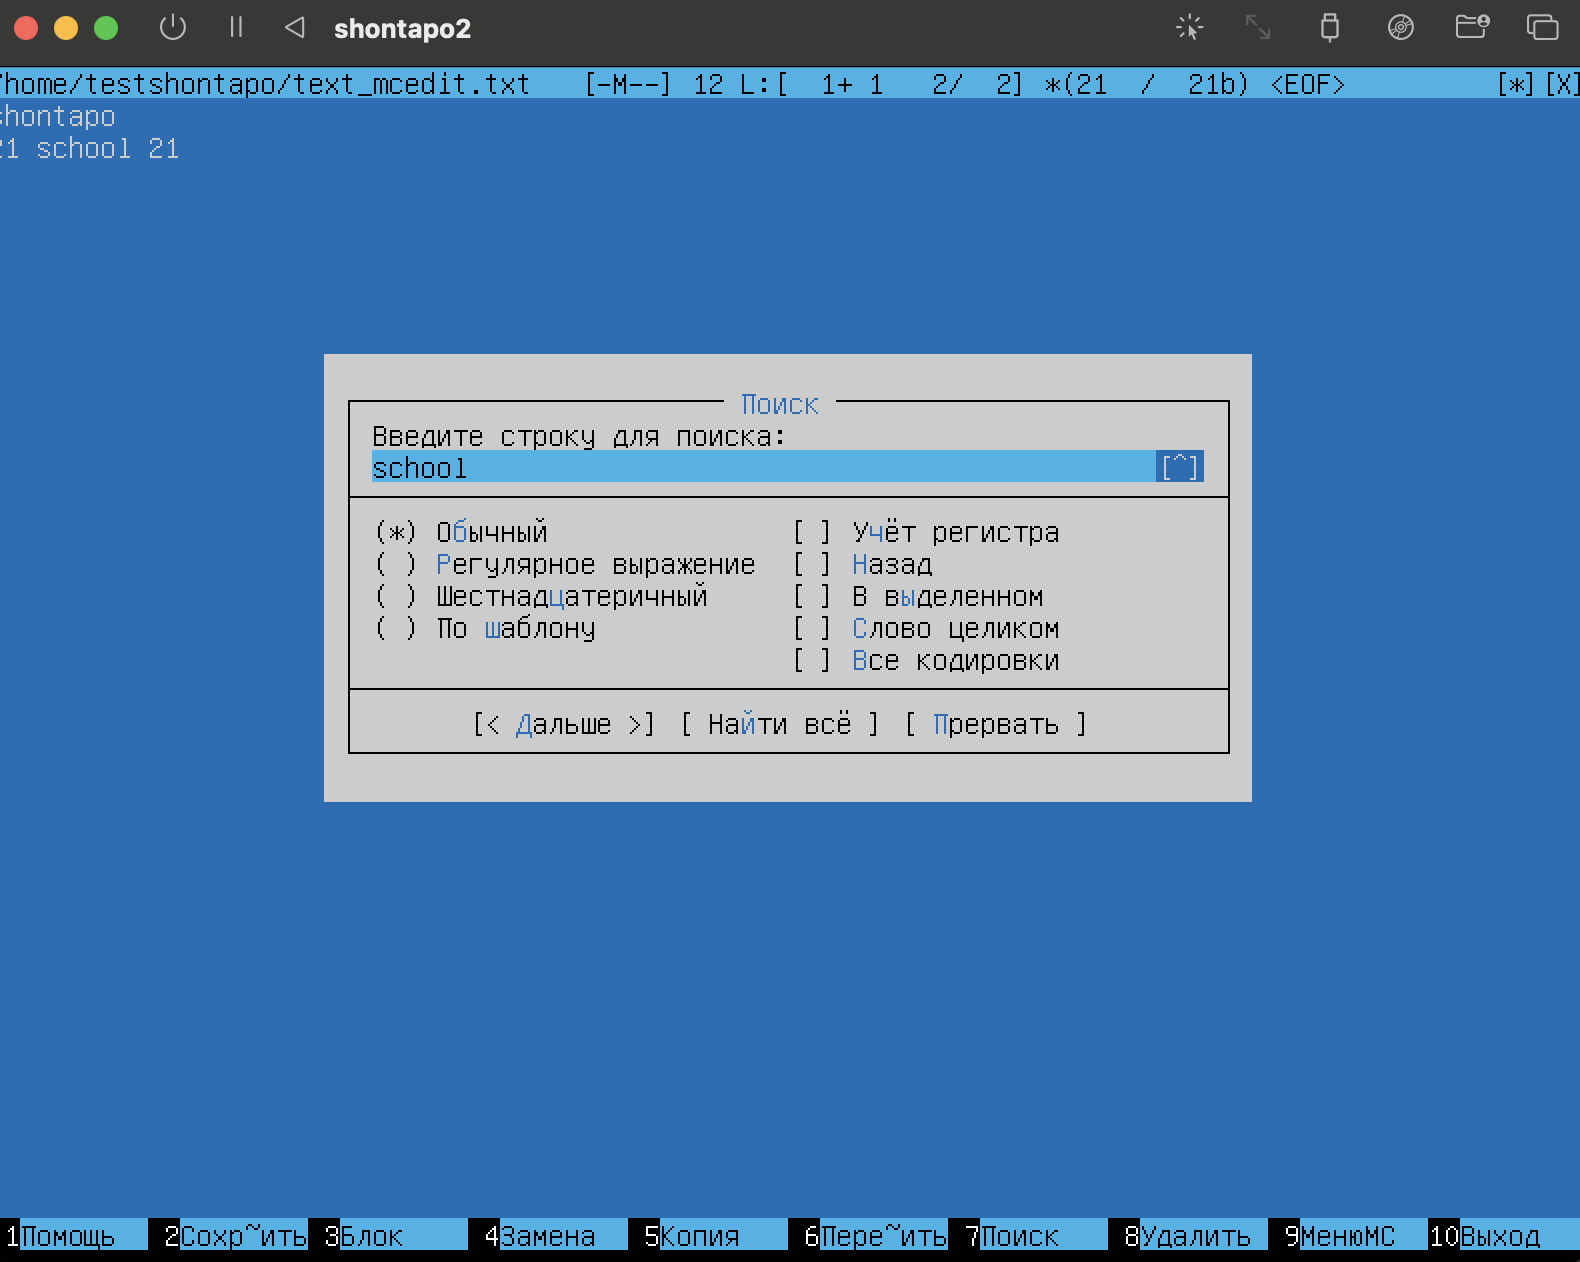 shontapo2
/home/testshontapo/text_mcedit.txt [-M--] 12 L:[ 1+ 1 2/ 2] *(21 / 21b) <EOF> [*][X]
shontapo
21 school 21
Поиск
Введите строку для поиска:
school [^]
(*) Обычный [ ] Учёт регистра
( ) Регулярное выражение [ ] Назад
( ) Шестнадцатеричный [ ] В выделенном
( ) По шаблону [ ] Слово целиком
[ ] Все кодировки
[< Дальше >] [ Найти всё ] [ Прервать ]
1Помощь 2Сохр~ить 3Блок 4Замена 5Копия 6Пере~ить 7Поиск 8Удалить 9МенюMC 10Выход